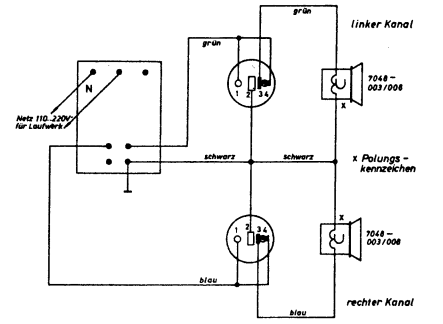 grün
linker Kanal
grün
N
1 2 3 4
7048-
003/008
x
Netz 110...220V~
für Laufwerk
schwarz
schwarz
x Polungs-
kennzeichen
x
1 2 3 4
7048-
003/008
blau
rechter Kanal
blau